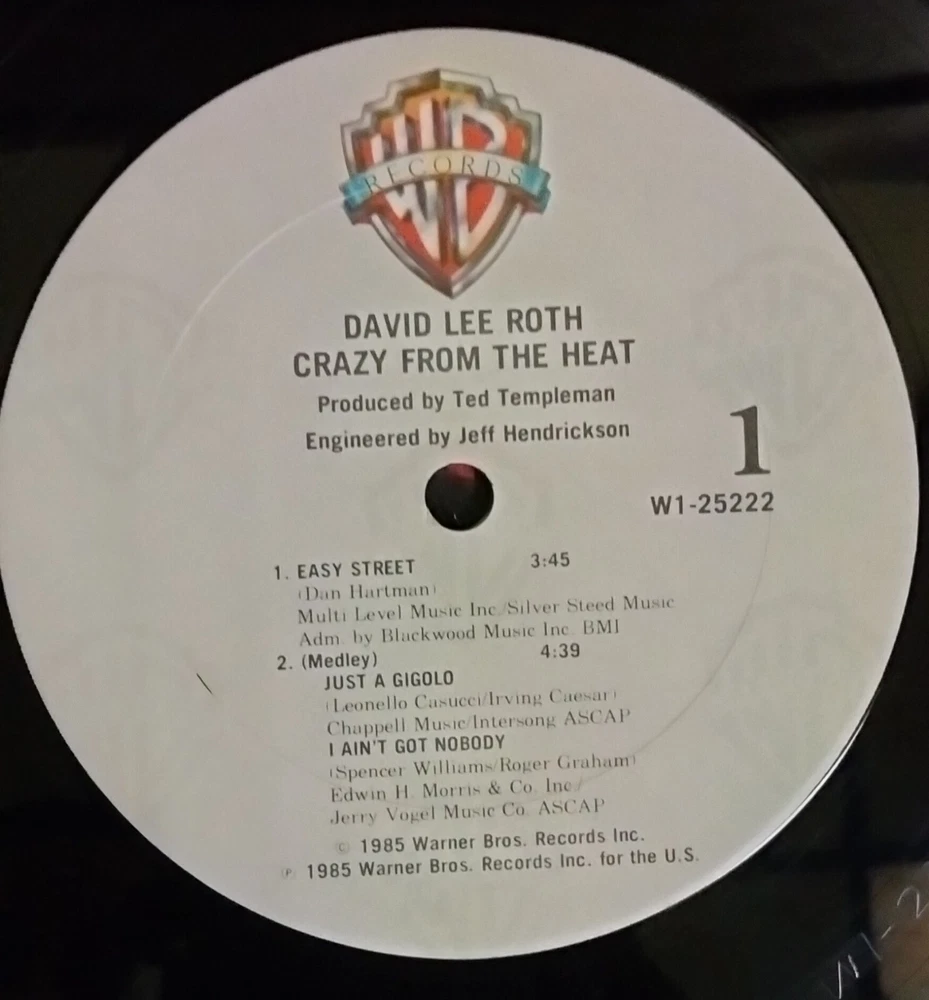 RECORDS
DAVID LEE ROTH
CRAZY FROM THE HEAT
Produced by Ted Templeman
Engineered by Jeff Hendrickson
1
W1-25222
1. EASY STREET 3:45
(Dan Hartman)
Multi Level Music Inc./Silver Steed Music
Adm. by Blackwood Music Inc. BMI
2. (Medley) 4:39
JUST A GIGOLO
(Leonello Casucci/Irving Caesar)
Chappell Music/Intersong ASCAP
I AIN'T GOT NOBODY
(Spencer Williams/Roger Graham)
Edwin H. Morris & Co. Inc./
Jerry Vogel Music Co. ASCAP
© 1985 Warner Bros. Records Inc.
℗ 1985 Warner Bros. Records Inc. for the U.S.